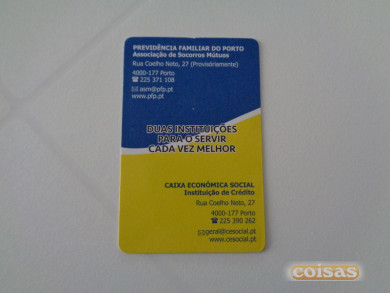 PREVIDÊNCIA FAMILIAR DO PORTO
Associação de Socorros Mútuos
Rua Coelho Neto, 27 (Provisóriamente)
4000-177 Porto
☎ 225 371 108
✉ asm@pfp.pt
www.pfp.pt
DUAS INSTITUIÇÕES
PARA O SERVIR
CADA VEZ MELHOR
CAIXA ECONÓMICA SOCIAL
Instituição de Crédito
Rua Coelho Neto, 27
4000-177 Porto
☎ 225 390 262
✉ geral@cesocial.pt
www.cesocial.pt
coisas